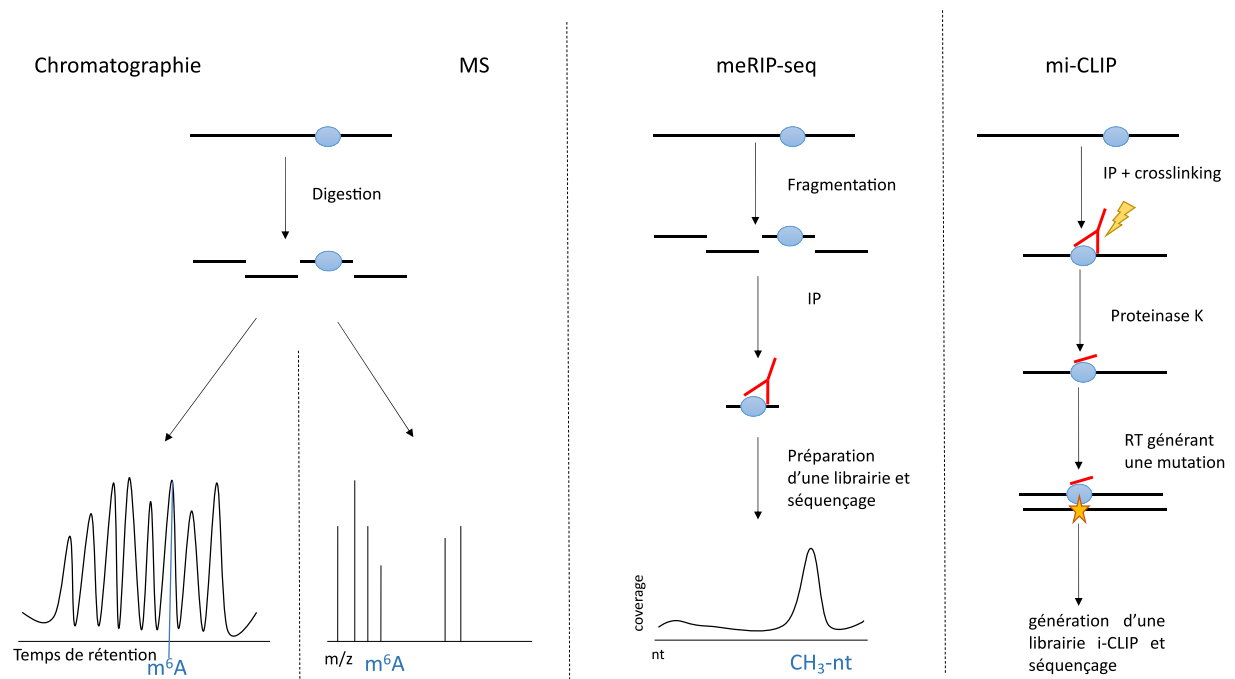 Chromatographie
MS
Digestion
Temps de rétention
m⁶A
m/z
m⁶A
meRIP-seq
Fragmentation
IP
Préparation
d’une librairie et
séquençage
coverage
nt
CH₃-nt
mi-CLIP
IP + crosslinking
Proteinase K
RT générant
une mutation
génération d’une
librairie i-CLIP et
séquençage